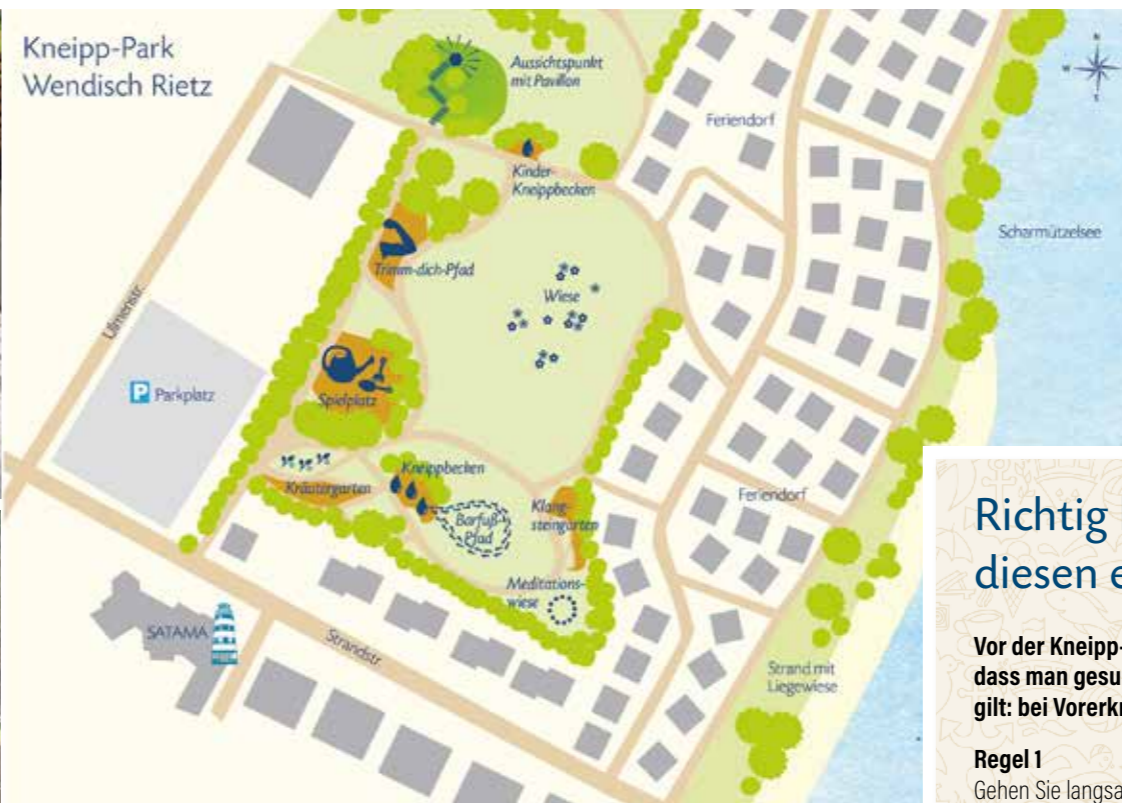 Kneipp-Park
Wendisch Rietz
Aussichtspunkt
mit Pavillon
N
W
S
Feriendorf
Kinder-
Kneippbecken
Scharmützelsee
Trimm-dich-Pfad
Wiese
Ulmenstr.
P Parkplatz
Spielplatz
Kneippbecken
Kräutergarten
Klang-
steingarten
Barfuß-
Pfad
Feriendorf
Meditations-
wiese
SATAMA
Strandstr.
Strand mit
Liegewiese
Richtig
diesen e
Vor der Kneipp-
dass man gesu
gilt: bei Vorerkr
Regel 1
Gehen Sie langsa